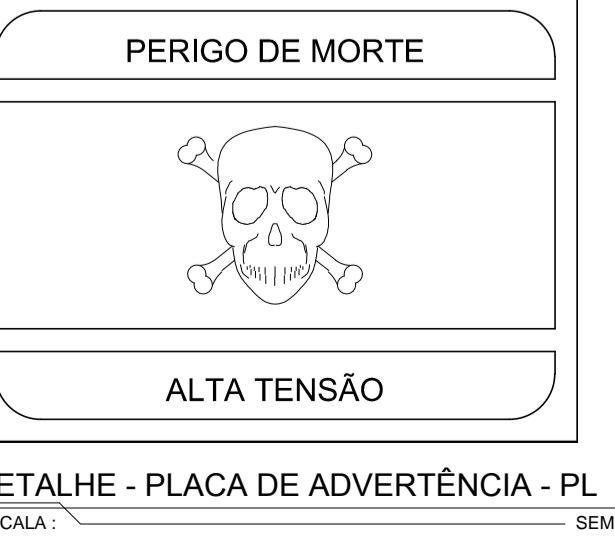 PERIGO DE MORTE
ALTA TENSÃO
ETALHE - PLACA DE ADVERTÊNCIA - PL
CALA : SEM